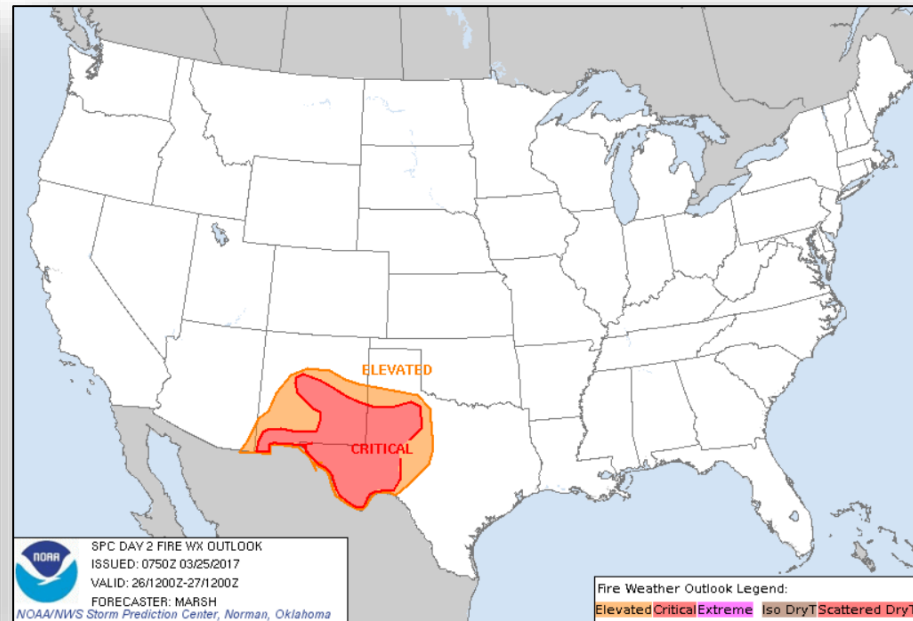 ELEVATED
CRITICAL
NOAA
SPC DAY 2 FIRE WX OUTLOOK
ISSUED: 0750Z 03/25/2017
VALID: 26/1200Z-27/1200Z
FORECASTER: MARSH
NOAA/NWS Storm Prediction Center, Norman, Oklahoma
Fire Weather Outlook Legend:
Elevated Critical Extreme Iso DryT Scattered DryT